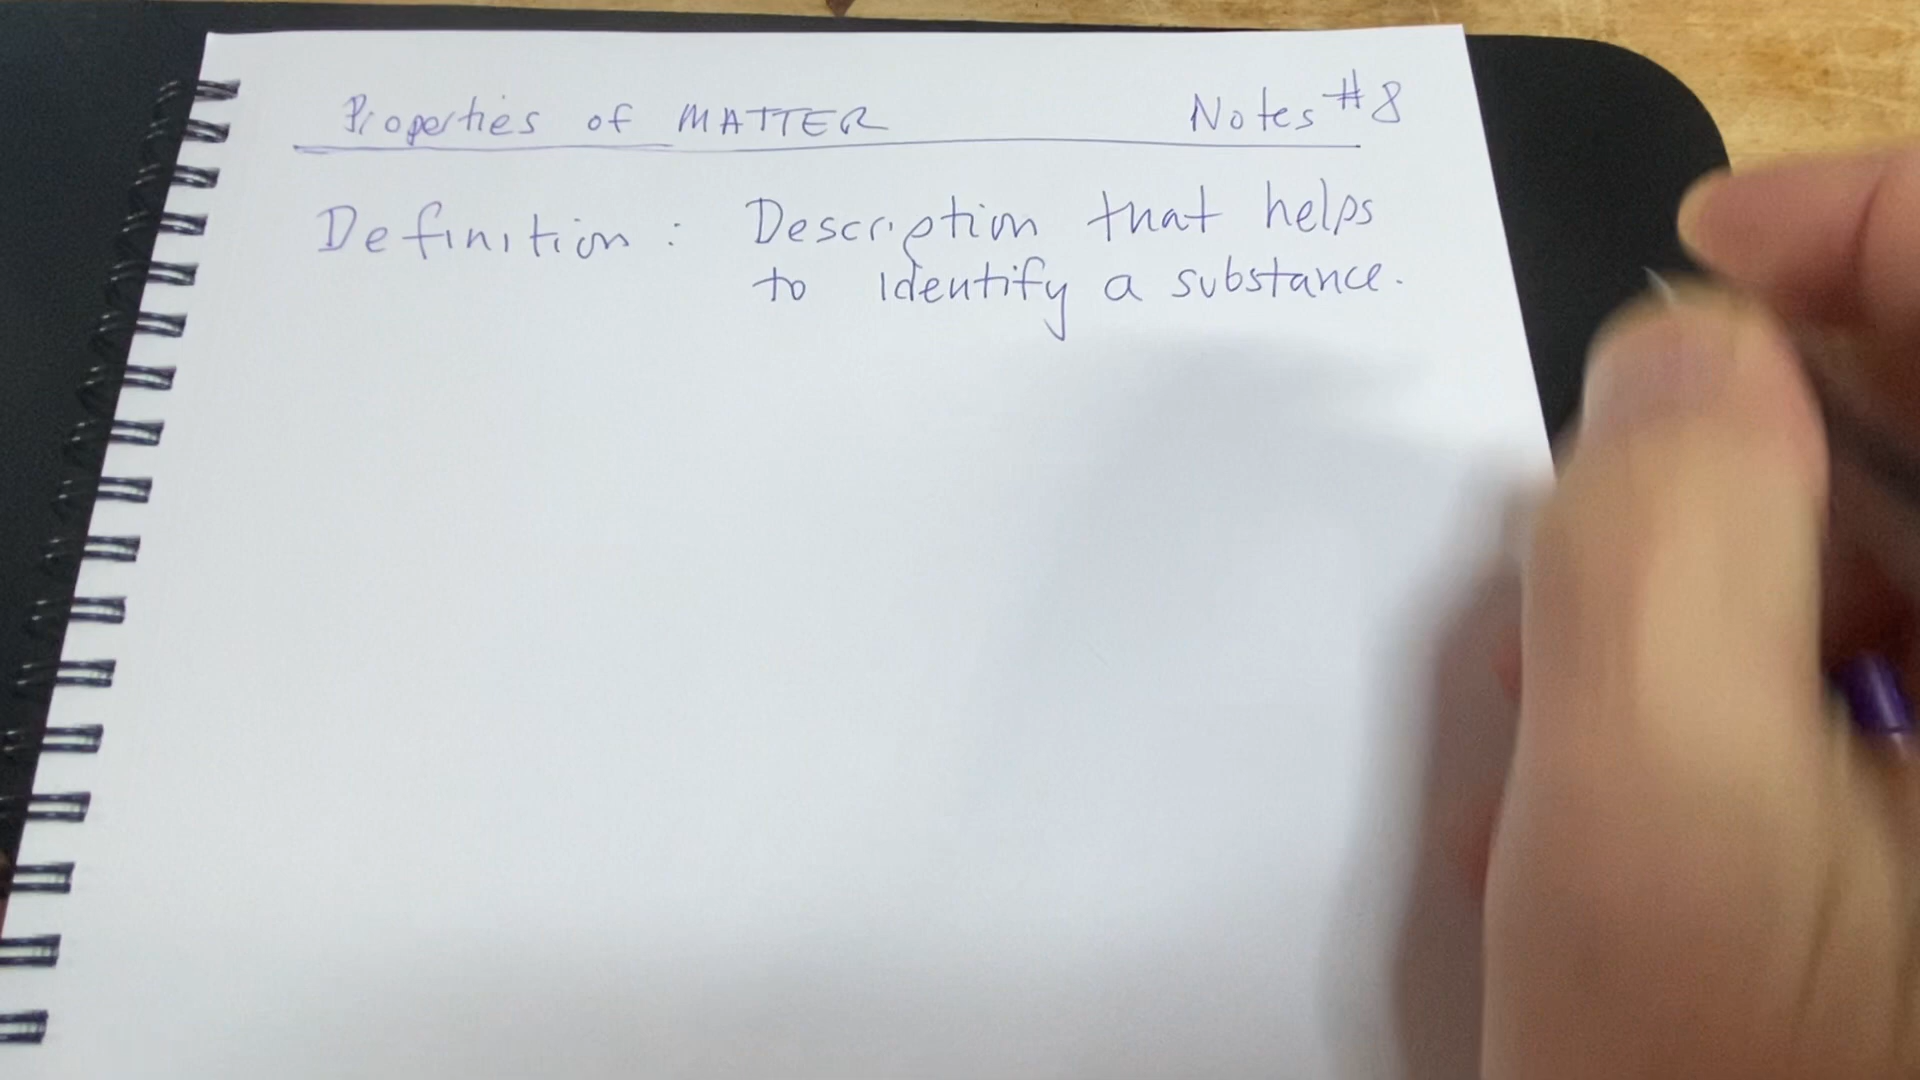 Properties of MATTER Notes #8
Definition: Description that helps
to identify a substance.